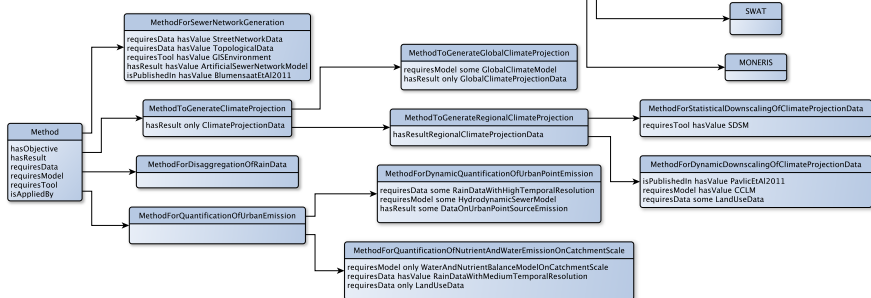 Method
hasObjective
hasResult
requiresData
requiresModel
requiresTool
isAppliedBy
MethodForSewerNetworkGeneration
requiresData hasValue StreetNetworkData
requiresData hasValue TopologicalData
requiresTool hasValue GISEnvironment
hasResult hasValue ArtificialSewerNetworkModel
isPublishedIn hasValue BlumensaatEtAl2011
MethodToGenerateClimateProjection
hasResult only ClimateProjectionData
MethodForDisaggregationOfRainData
MethodForQuantificationOfUrbanEmission
MethodToGenerateGlobalClimateProjection
requiresModel some GlobalClimateModel
hasResult only GlobalClimateProjectionData
MethodToGenerateRegionalClimateProjection
hasResultRegionalClimateProjectionData
MethodForDynamicQuantificationOfUrbanPointEmission
requiresData some RainDataWithHighTemporalResolution
requiresModel some HydrodynamicSewerModel
hasResult some DataOnUrbanPointSourceEmission
MethodForQuantificationOfNutrientAndWaterEmissionOnCatchmentScale
requiresModel only WaterAndNutrientBalanceModelOnCatchmentScale
requiresData hasValue RainDataWithMediumTemporalResolution
requiresData only LandUseData
SWAT
MONERIS
MethodForStatisticalDownscalingOfClimateProjectionData
requiresTool hasValue SDSM
MethodForDynamicDownscalingOfClimateProjectionData
isPublishedIn hasValue PavlicEtAl2011
requiresModel hasValue CCLM
requiresData some LandUseData